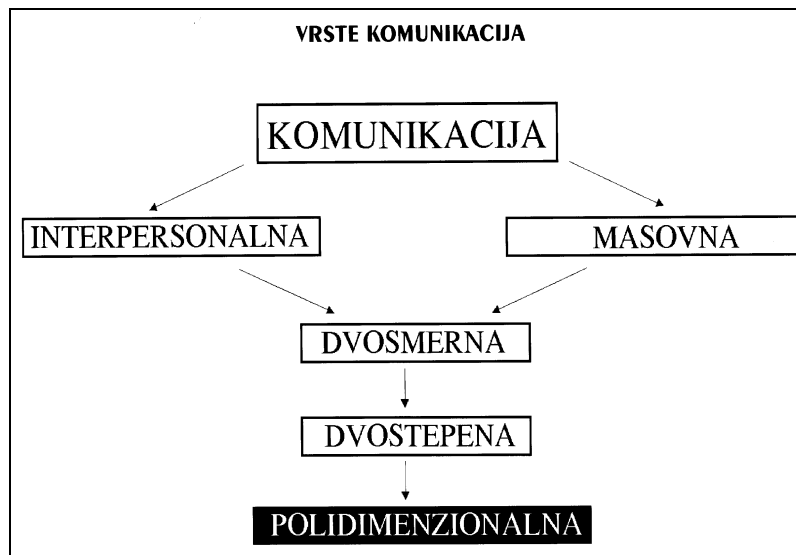 VRSTE KOMUNIKACIJA
KOMUNIKACIJA
INTERPERSONALNA
MASOVNA
DVOSMERNA
DVOSTEPENA
POLIDIMENZIONALNA